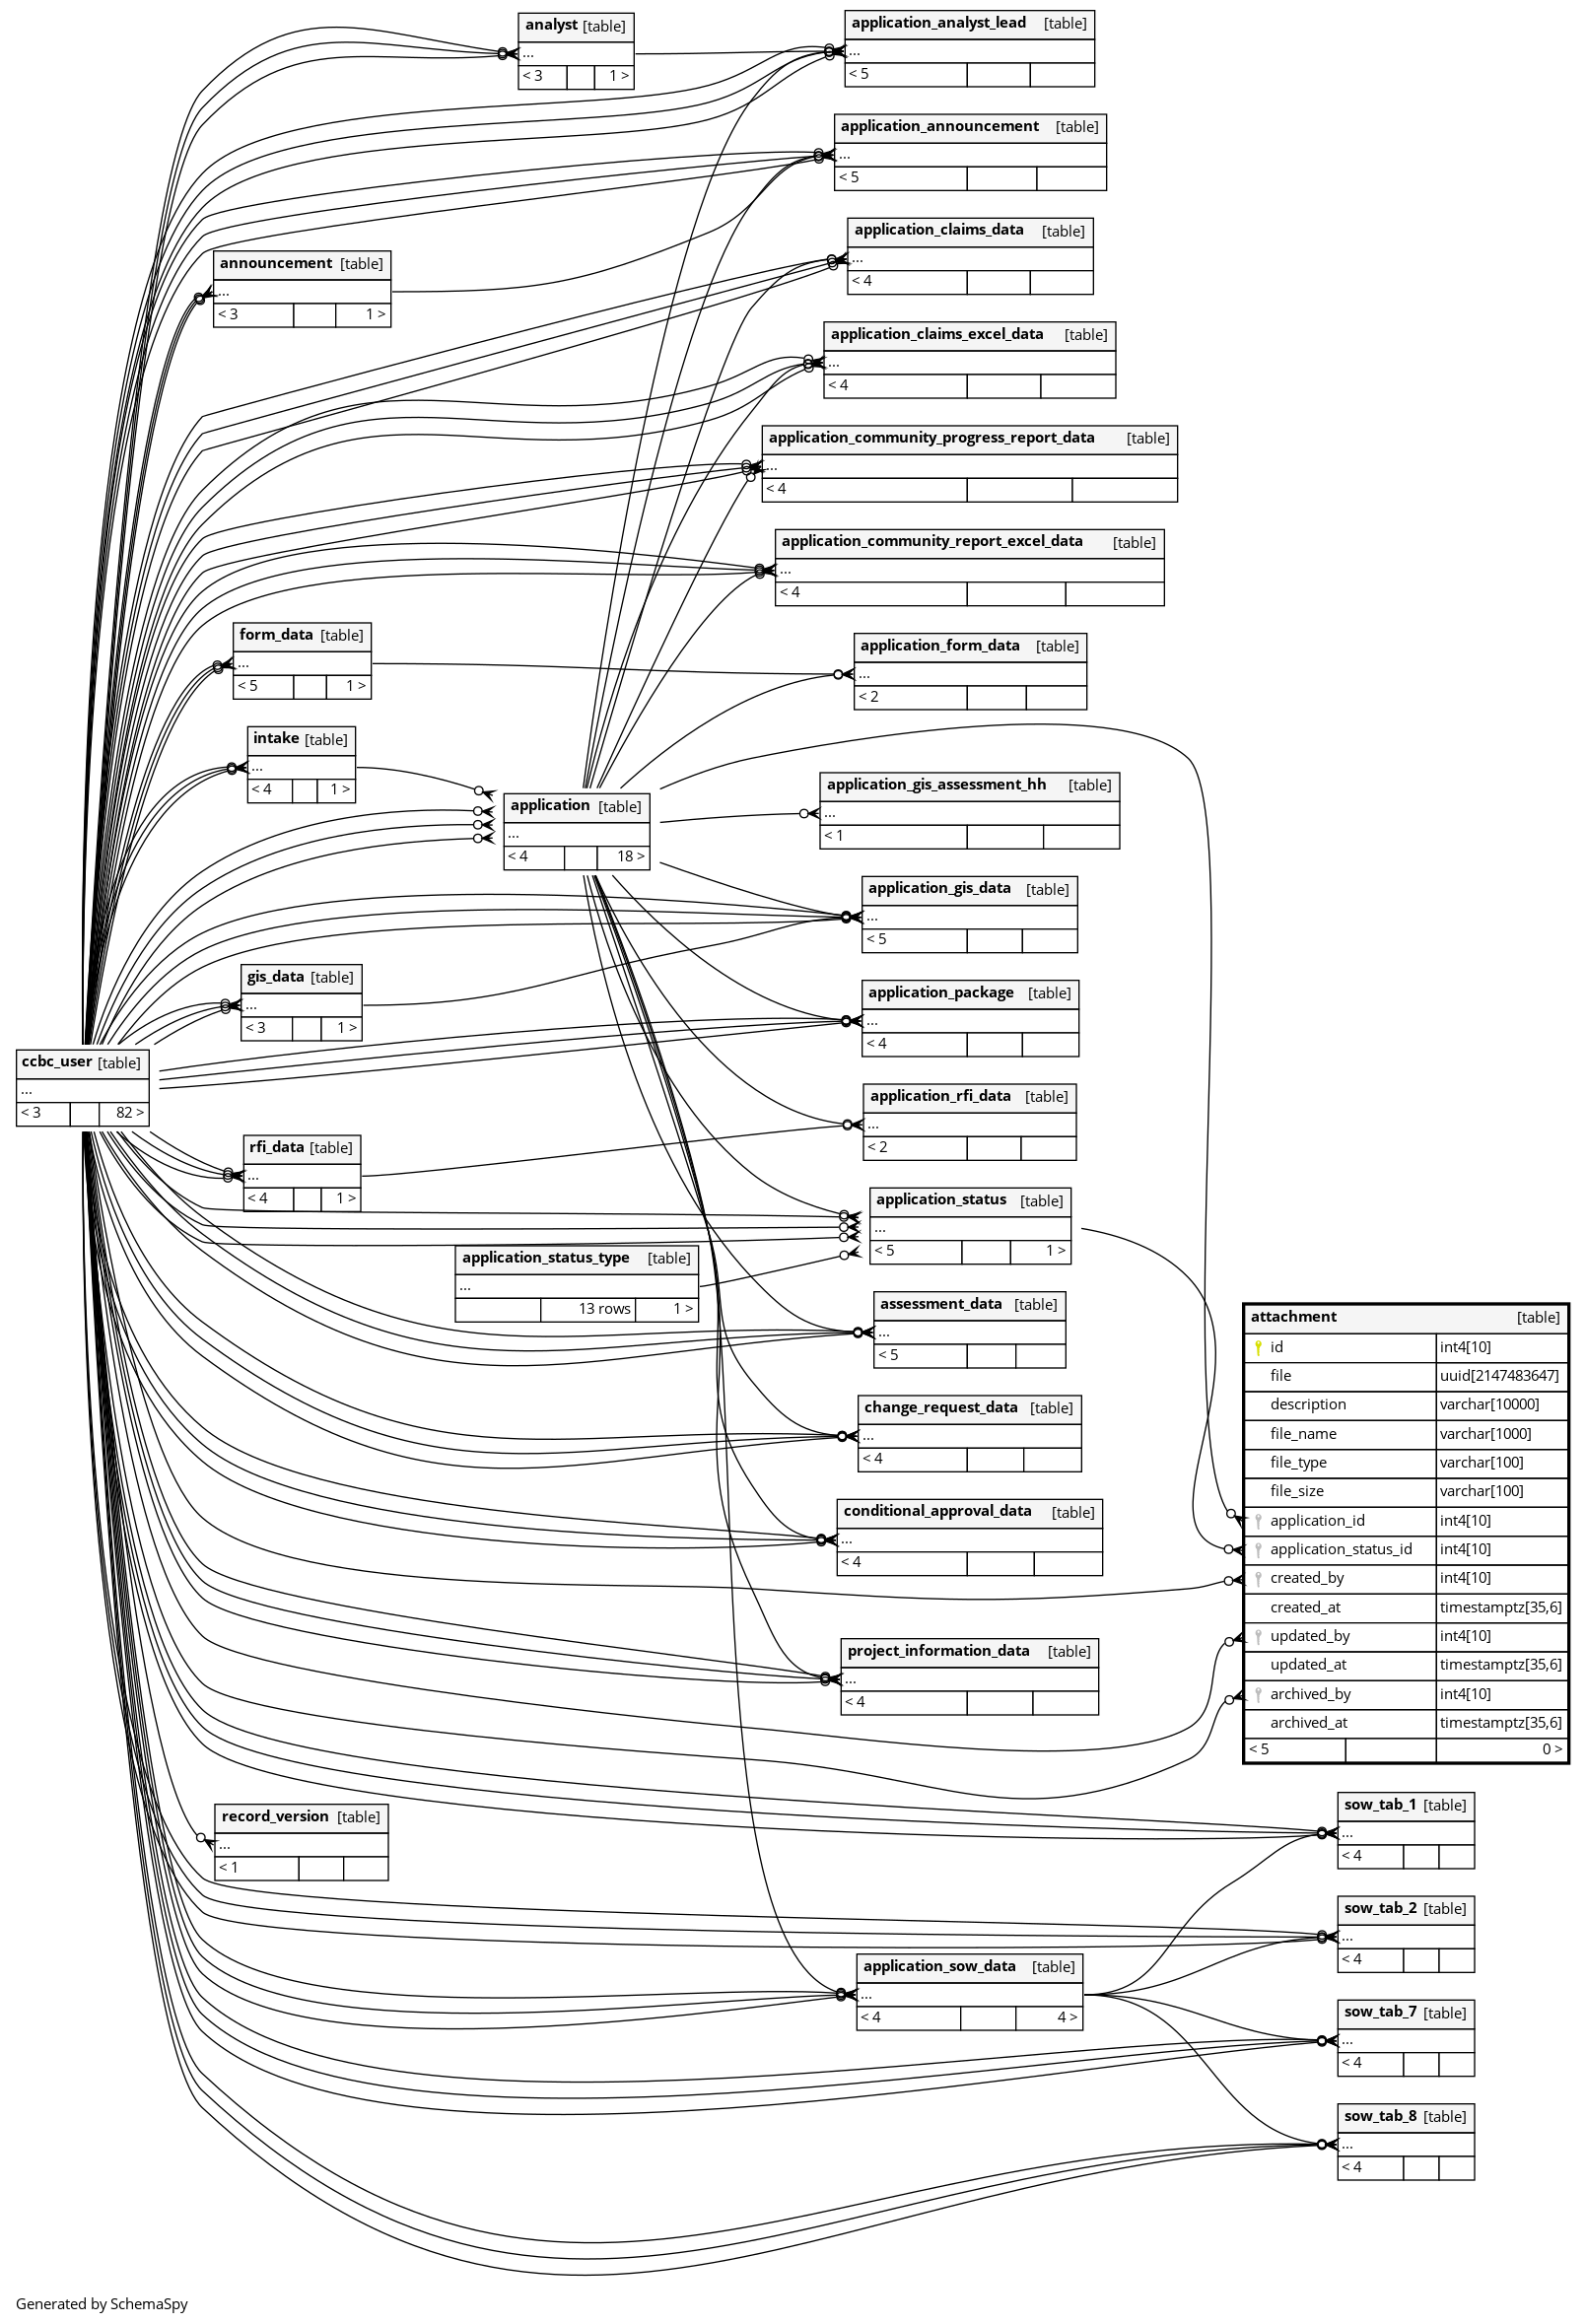 analyst [table]
...
< 3 1 >
application_analyst_lead [table]
...
< 5
application_announcement [table]
...
< 5
application_claims_data [table]
...
< 4
announcement [table]
...
< 3 1 >
application_claims_excel_data [table]
...
< 4
application_community_progress_report_data [table]
...
< 4
application_community_report_excel_data [table]
...
< 4
form_data [table]
...
< 5 1 >
application_form_data [table]
...
< 2
intake [table]
...
< 4 1 >
application [table]
...
< 4 18 >
application_gis_assessment_hh [table]
...
< 1
application_gis_data [table]
...
< 5
gis_data [table]
...
< 3 1 >
application_package [table]
...
< 4
ccbc_user [table]
...
< 3 82 >
application_rfi_data [table]
...
< 2
rfi_data [table]
...
< 4 1 >
application_status [table]
...
< 5 1 >
application_status_type [table]
...
13 rows 1 >
assessment_data [table]
...
< 5
attachment [table]
id int4[10]
file uuid[2147483647]
description varchar[10000]
file_name varchar[1000]
file_type varchar[100]
file_size varchar[100]
application_id int4[10]
application_status_id int4[10]
created_by int4[10]
created_at timestamptz[35,6]
updated_by int4[10]
updated_at timestamptz[35,6]
archived_by int4[10]
archived_at timestamptz[35,6]
< 5 0 >
change_request_data [table]
...
< 4
conditional_approval_data [table]
...
< 4
project_information_data [table]
...
< 4
record_version [table]
...
< 1
sow_tab_1 [table]
...
< 4
sow_tab_2 [table]
...
< 4
application_sow_data [table]
...
< 4 4 >
sow_tab_7 [table]
...
< 4
sow_tab_8 [table]
...
< 4
Generated by SchemaSpy